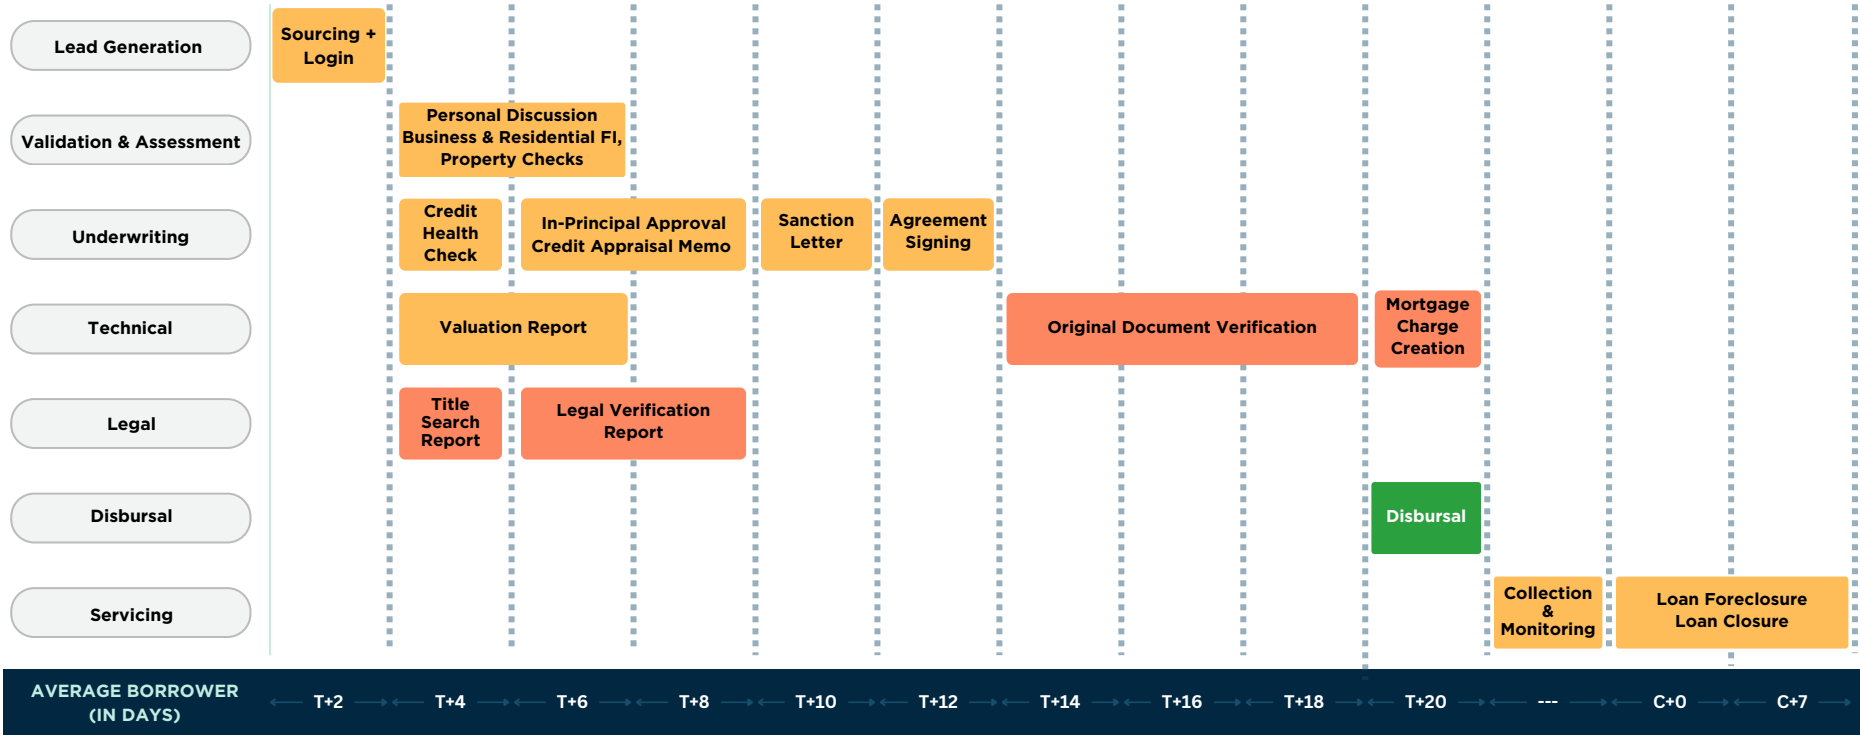 Lead Generation
Sourcing +
Login
Validation & Assessment
Personal Discussion
Business & Residential FI,
Property Checks
Underwriting
Credit
Health
Check
In-Principal Approval
Credit Appraisal Memo
Sanction
Letter
Agreement
Signing
Technical
Valuation Report
Original Document Verification
Mortgage
Charge
Creation
Legal
Title
Search
Report
Legal Verification
Report
Disbursal
Disbursal
Servicing
Collection
&
Monitoring
Loan Foreclosure
Loan Closure
AVERAGE BORROWER
(IN DAYS)
T+2
T+4
T+6
T+8
T+10
T+12
T+14
T+16
T+18
T+20
---
C+0
C+7